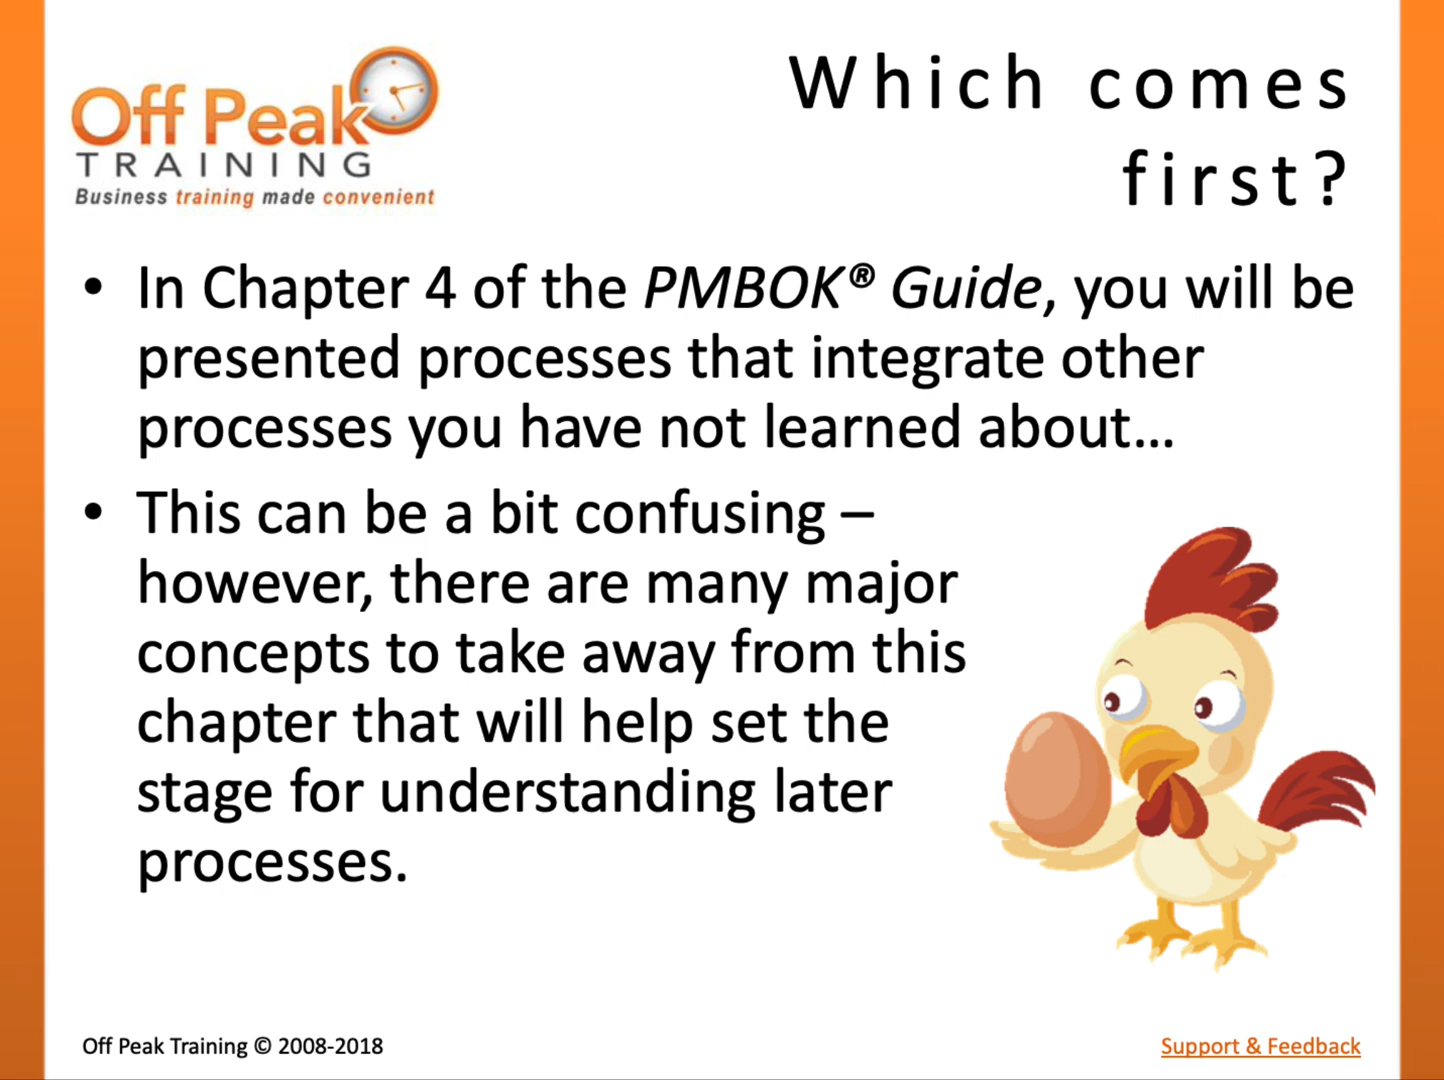 Off Peak
TRAINING
Business training made convenient
Which comes
first?
• In Chapter 4 of the PMBOK® Guide, you will be
presented processes that integrate other
processes you have not learned about...
• This can be a bit confusing –
however, there are many major
concepts to take away from this
chapter that will help set the
stage for understanding later
processes.
Off Peak Training © 2008-2018
Support & Feedback